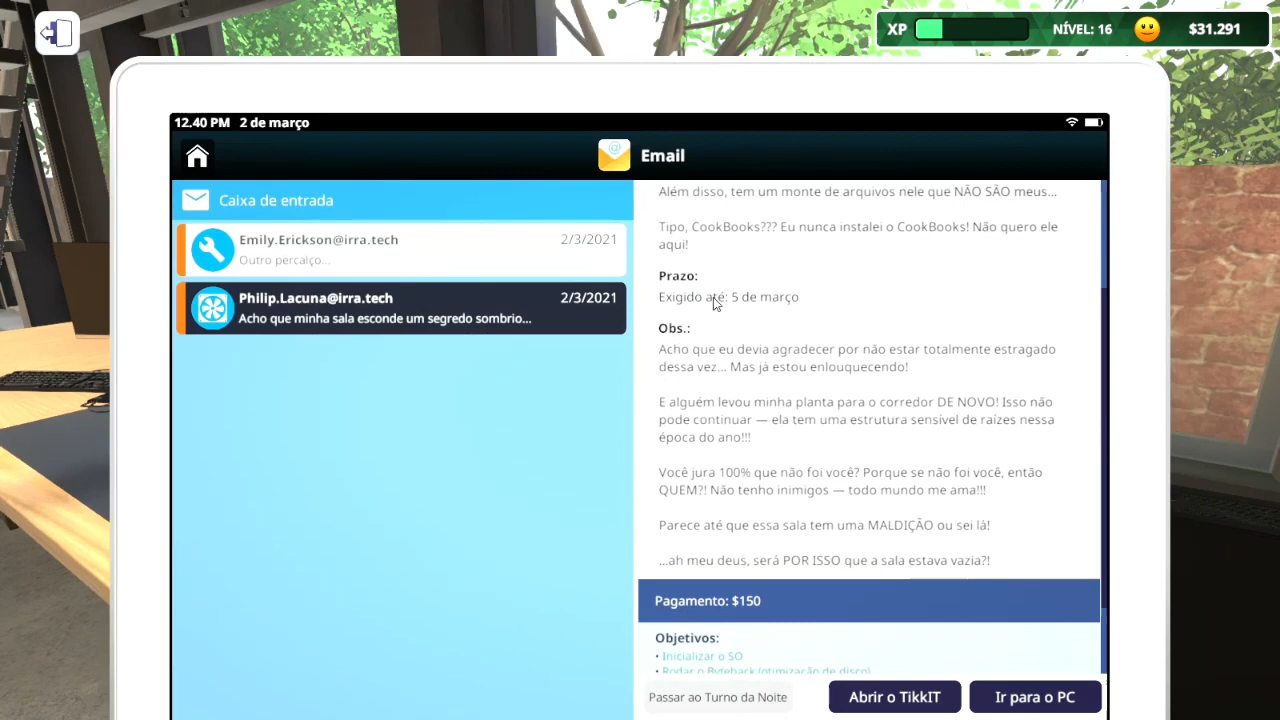 XP
NÍVEL: 16
$31.291
12.40 PM 2 de março
Email
Caixa de entrada
Emily.Erickson@irra.tech 2/3/2021
Outro percalço...
Philip.Lacuna@irra.tech 2/3/2021
Acho que minha sala esconde um segredo sombrio...
Além disso, tem um monte de arquivos nele que NÃO SÃO meus...
Tipo, CookBooks??? Eu nunca instalei o CookBooks! Não quero ele
aqui!
Prazo:
Exigido até: 5 de março
Obs.:
Acho que eu devia agradecer por não estar totalmente estragado
dessa vez... Mas já estou enlouquecendo!
E alguém levou minha planta para o corredor DE NOVO! Isso não
pode continuar — ela tem uma estrutura sensível de raízes nessa
época do ano!!!
Você jura 100% que não foi você? Porque se não foi você, então
QUEM?! Não tenho inimigos — todo mundo me ama!!!
Parece até que essa sala tem uma MALDIÇÃO ou sei lá!
...ah meu deus, será POR ISSO que a sala estava vazia?!
Pagamento: $150
Objetivos:
• Inicializar o SO
• Rodar o Byteback (otimização de disco)
Passar ao Turno da Noite
Abrir o TikkIT
Ir para o PC